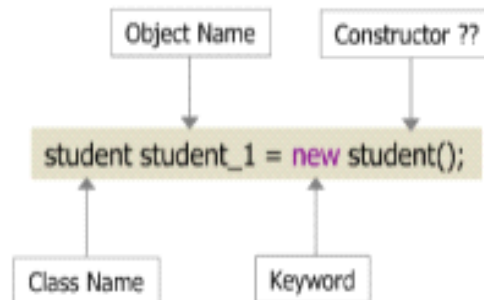 Object Name
Constructor ??
student student_1 = new student();
Class Name
Keyword